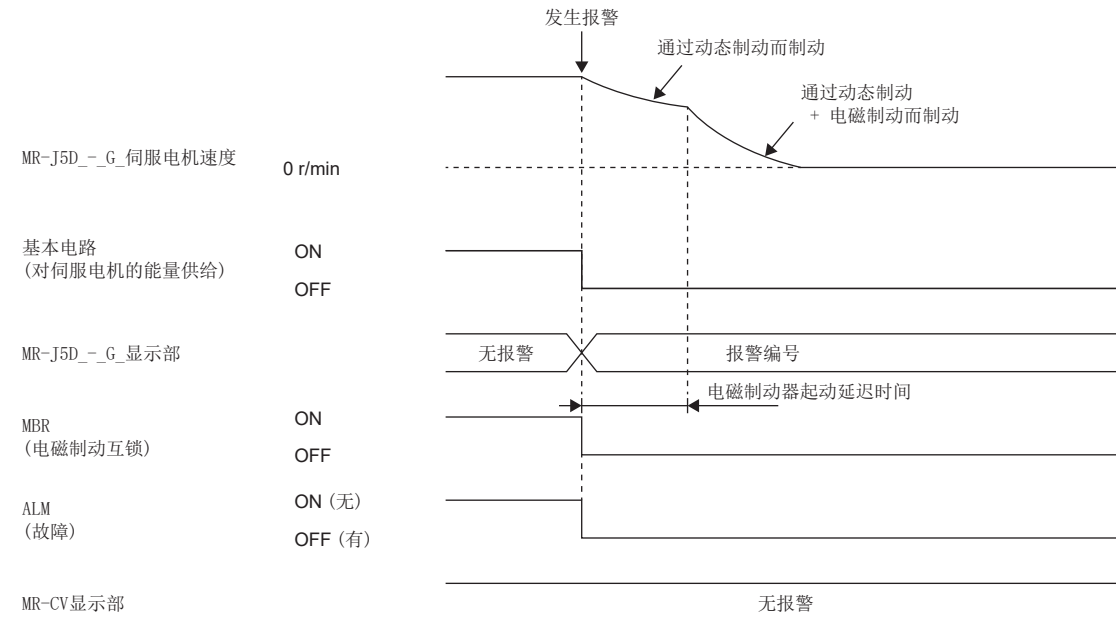 发生报警
通过动态制动而制动
通过动态制动
+ 电磁制动而制动
MR-J5D_-_G_伺服电机速度
0 r/min
基本电路
(对伺服电机的能量供给)
ON
OFF
MR-J5D_-_G_显示部
无报警
报警编号
电磁制动器起动延迟时间
MBR
(电磁制动互锁)
ON
OFF
ALM
(故障)
ON (无)
OFF (有)
MR-CV显示部
无报警